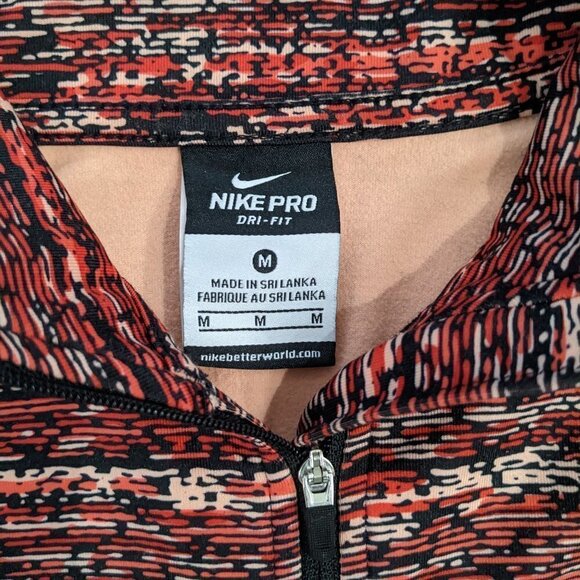 NIKE PRO
DRI-FIT
M
MADE IN SRI LANKA
FABRIQUE AU SRI LANKA
M M M
nikebetterworld.com